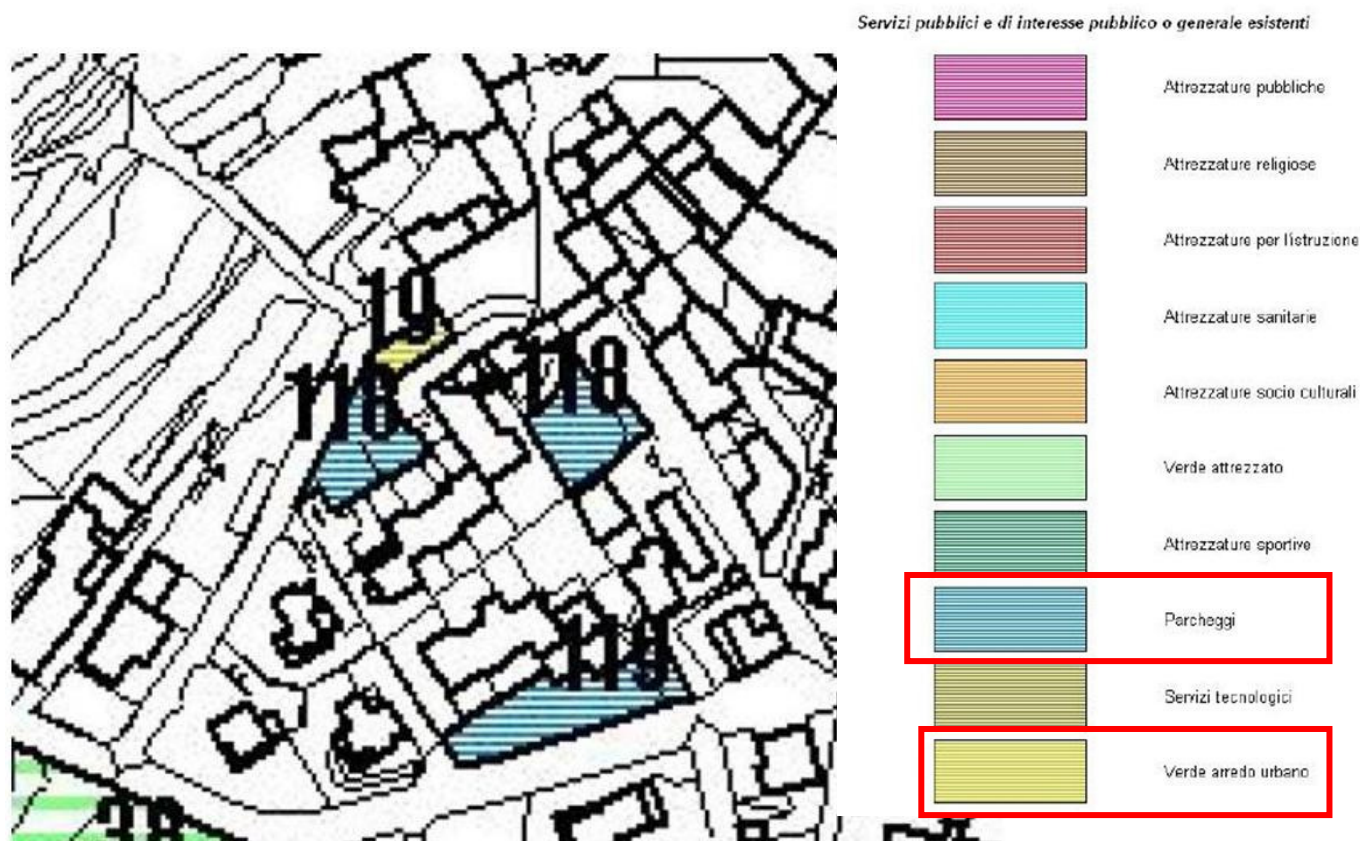 Servizi pubblici e di interesse pubblico o generale esistenti
Attrezzature pubbliche
Attrezzature religiose
Attrezzature per l'istruzione
Attrezzature sanitarie
Attrezzature socio culturali
Verde attrezzato
Attrezzature sportive
Parcheggi
Servizi tecnologici
Verde arredo urbano
19
118
118
119